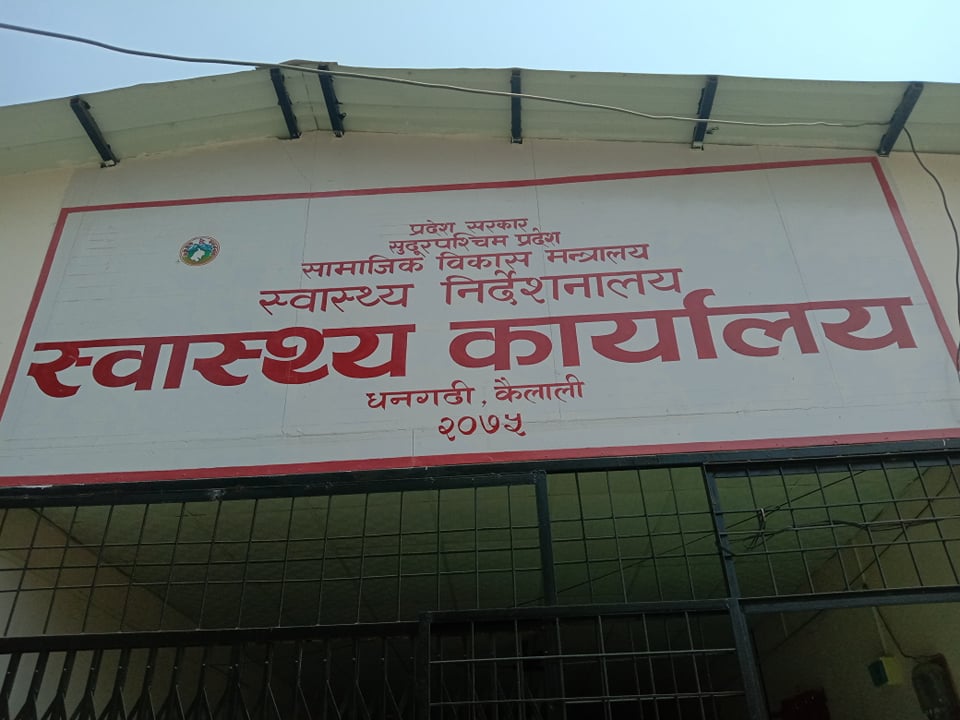 प्रदेश सरकार
सुदूरपश्चिम प्रदेश
सामाजिक विकास मन्त्रालय
स्वास्थ्य निर्देशनालय
स्वास्थ्य कार्यालय
धनगढी, कैलाली
२०७५